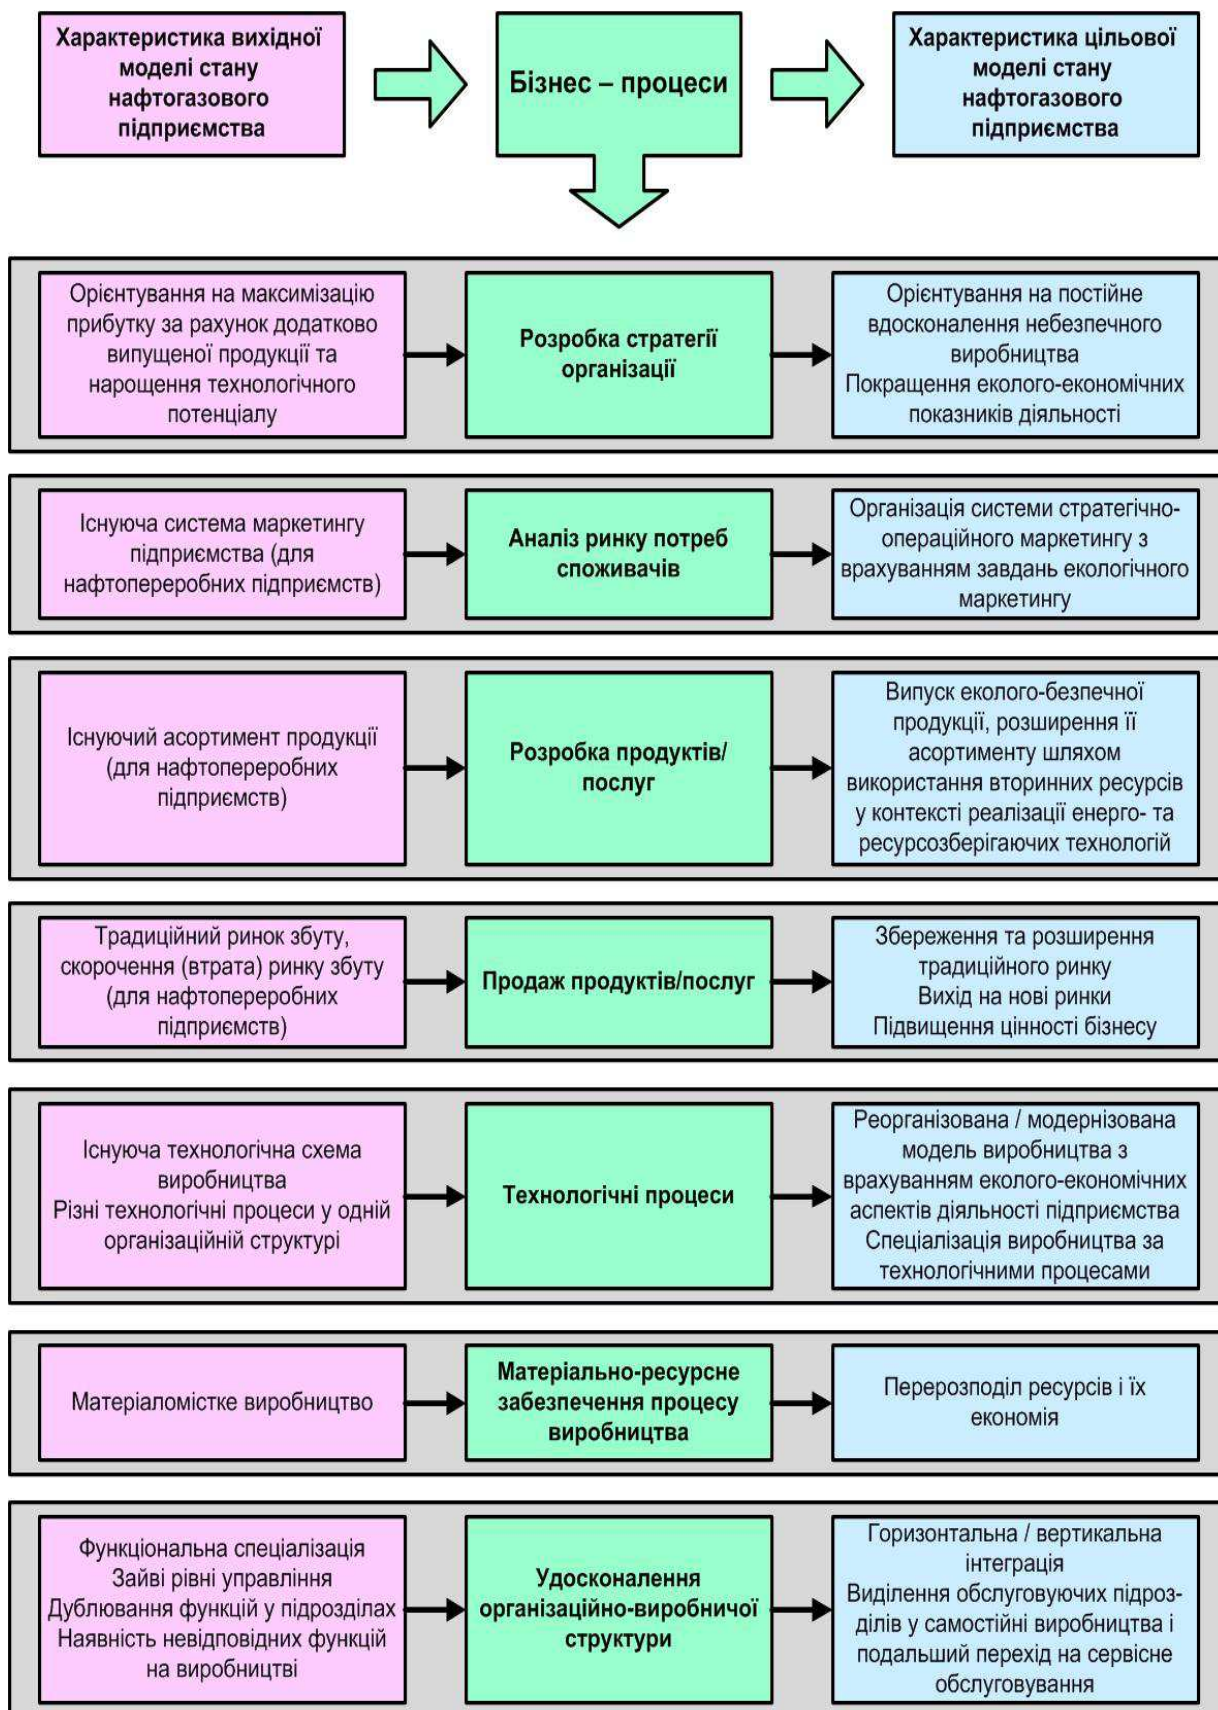 Характеристика вихідної
моделі стану
нафтогазового
підприємства
Бізнес – процеси
Характеристика цільової
моделі стану
нафтогазового
підприємства
Орієнтування на максимізацію
прибутку за рахунок додатково
випущеної продукції та
нарощення технологічного
потенціалу
Розробка стратегії
організації
Орієнтування на постійне
вдосконалення небезпечного
виробництва
Покращення еколого-економічних
показників діяльності
Існуюча система маркетингу
підприємства (для
нафтопереробних підприємств)
Аналіз ринку потреб
споживачів
Організація системи стратегічно-
операційного маркетингу з
врахуванням завдань екологічного
маркетингу
Існуючий асортимент продукції
(для нафтопереробних
підприємств)
Розробка продуктів/
послуг
Випуск еколого-безпечної
продукції, розширення її
асортименту шляхом
використання вторинних ресурсів
у контексті реалізації енерго- та
ресурсозберігаючих технологій
Традиційний ринок збуту,
скорочення (втрата) ринку збуту
(для нафтопереробних
підприємств)
Продаж продуктів/послуг
Збереження та розширення
традиційного ринку
Вихід на нові ринки
Підвищення цінності бізнесу
Існуюча технологічна схема
виробництва
Різні технологічні процеси у одній
організаційній структурі
Технологічні процеси
Реорганізована / модернізована
модель виробництва з
врахуванням еколого-економічних
аспектів діяльності підприємства
Спеціалізація виробництва за
технологічними процесами
Матеріаломістке виробництво
Матеріально-ресурсне
забезпечення процесу
виробництва
Перерозподіл ресурсів і їх
економія
Функціональна спеціалізація
Зайві рівні управління
Дублювання функцій у підрозділах
Наявність невідповідних функцій
на виробництві
Удосконалення
організаційно-виробничої
структури
Горизонтальна / вертикальна
інтеграція
Виділення обслуговуючих підроз-
ділів у самостійні виробництва і
подальший перехід на сервісне
обслуговування